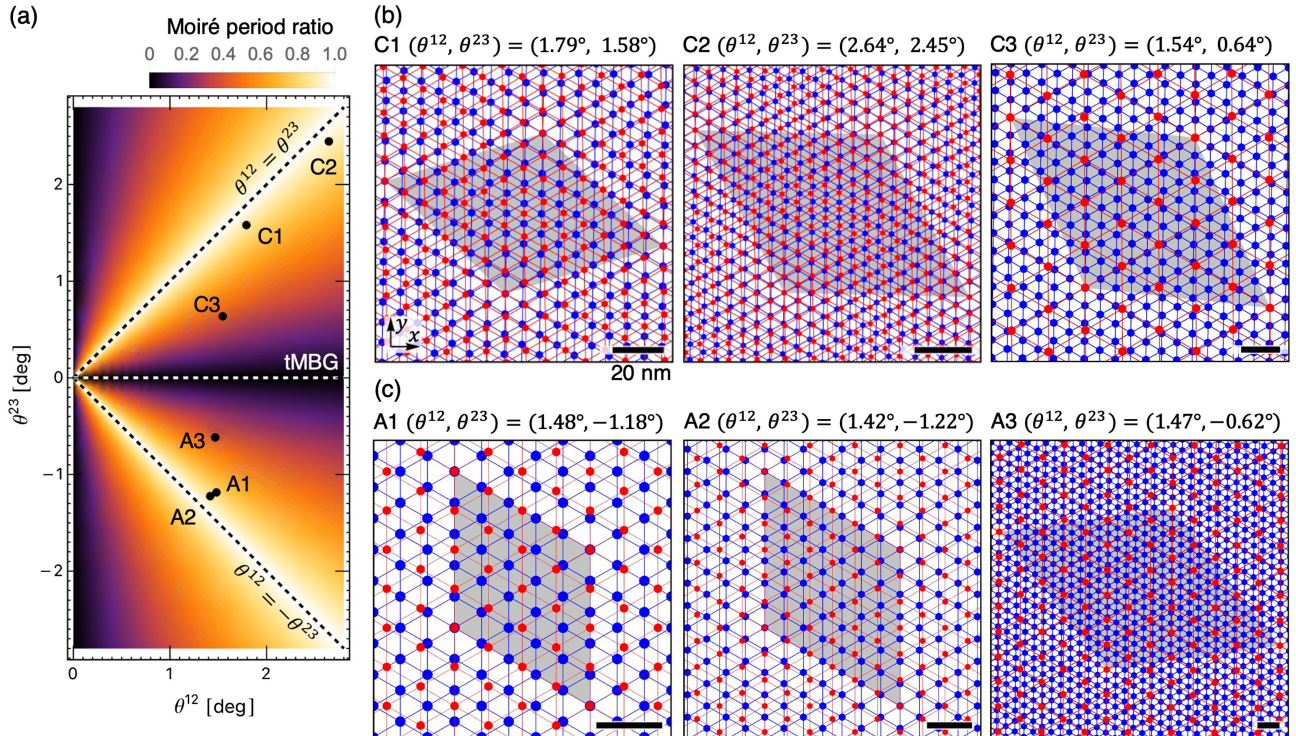 (a)
Moiré period ratio
0 0.2 0.4 0.6 0.8 1.0
θ¹² = θ²³
C2
C1
C3
tMBG
A3
A1
A2
θ¹² = −θ²³
2
1
0
−1
−2
θ²³ [deg]
0 1 2
θ¹² [deg]
(b)
C1 (θ¹², θ²³) = (1.79°, 1.58°)
y
x
20 nm
C2 (θ¹², θ²³) = (2.64°, 2.45°)
C3 (θ¹², θ²³) = (1.54°, 0.64°)
(c)
A1 (θ¹², θ²³) = (1.48°, −1.18°)
A2 (θ¹², θ²³) = (1.42°, −1.22°)
A3 (θ¹², θ²³) = (1.47°, −0.62°)